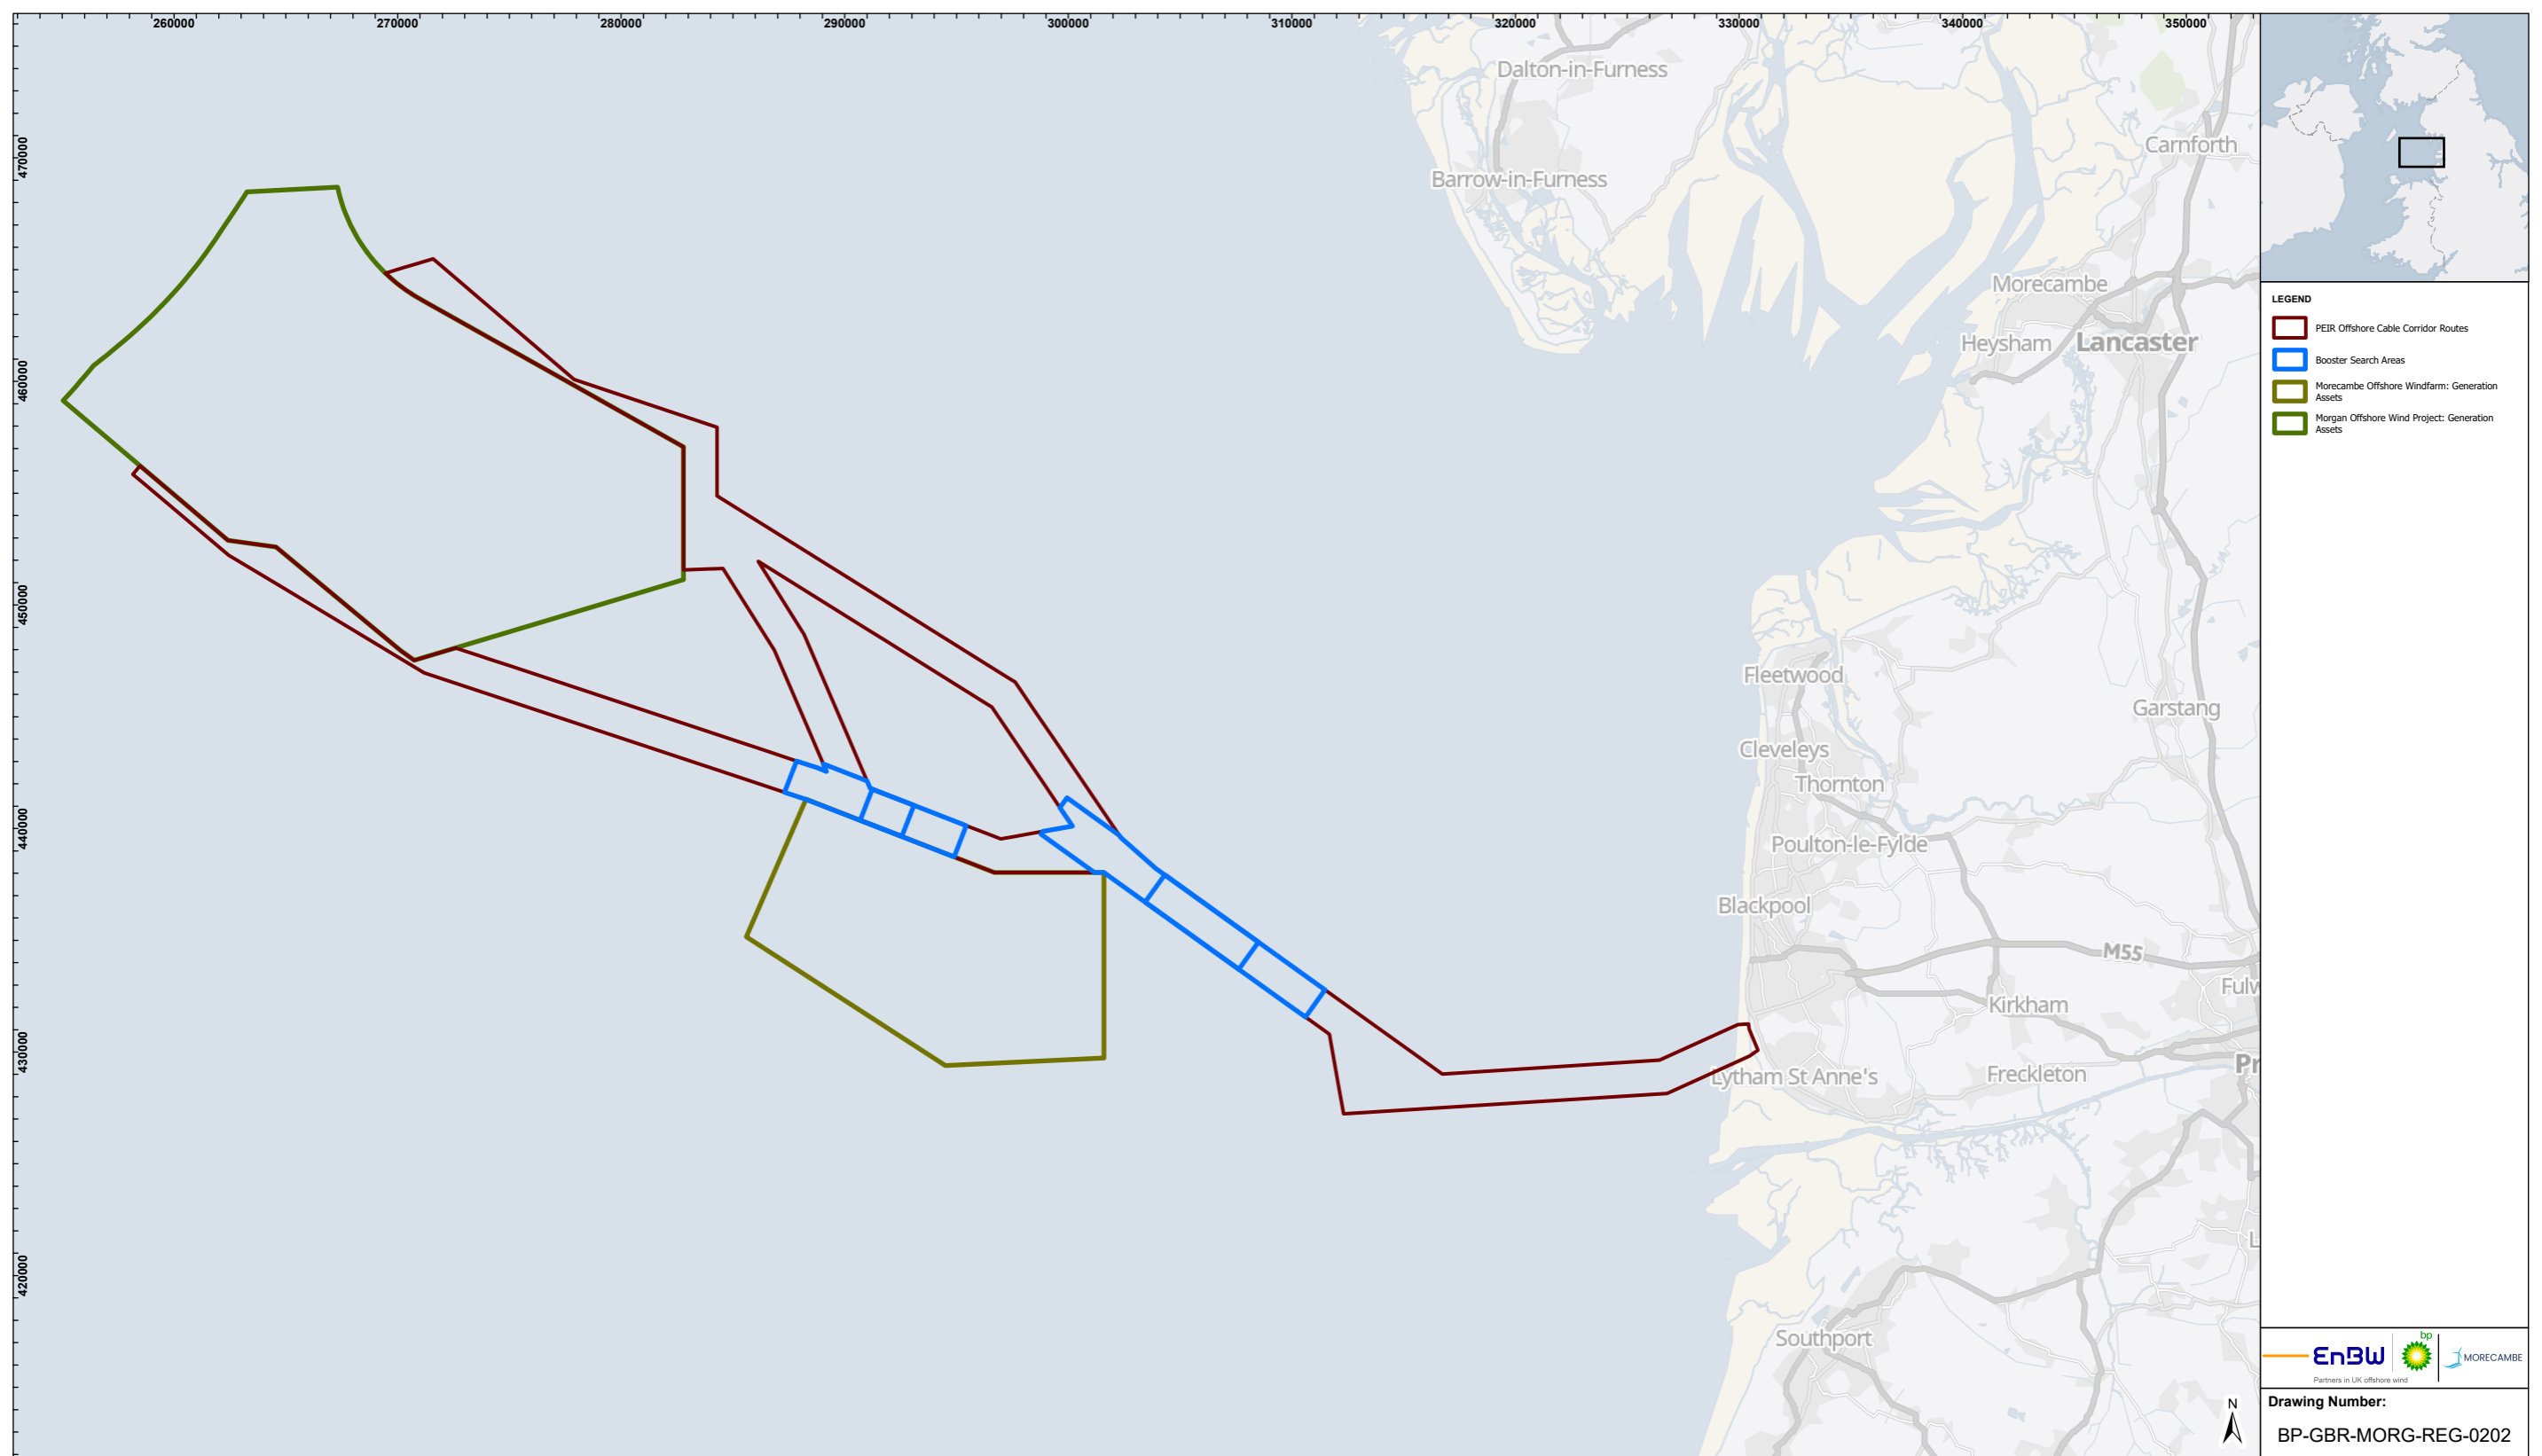 260000 270000 280000 290000 300000 310000 320000 330000 340000 350000
470000
460000
450000
440000
430000
420000
Dalton-in-Furness
Carnforth
Barrow-in-Furness
Morecambe
Heysham
Lancaster
Fleetwood
Garstang
Cleveleys
Thornton
Poulton-le-Fylde
Blackpool
M55
Kirkham
Lytham St Anne's
Freckleton
Southport
N
LEGEND
PEIR Offshore Cable Corridor Routes
Booster Search Areas
Morecambe Offshore Windfarm: Generation
Assets
Morgan Offshore Wind Project: Generation
Assets
EnBW
bp
MORECAMBE
Partners in UK offshore wind
Drawing Number:
BP-GBR-MORG-REG-0202